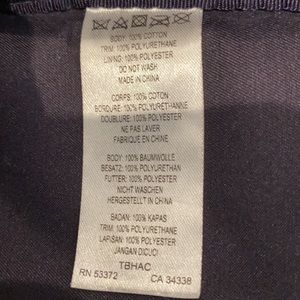 BODY: 100% COTTON
TRIM: 100% POLYURETHANE
LINING: 100% POLYESTER
DO NOT WASH
MADE IN CHINA
CORPS: 100% COTON
BORDURE: 100% POLYURÉTHANNE
DOUBLURE: 100% POLYESTER
NE PAS LAVER
FABRIQUE EN CHINE
BODY: 100% BAUMWOLLE
BESATZ: 100% POLYURETHAN
FUTTER: 100% POLYESTER
NICHT WASCHEN
HERGESTELLT IN CHINA
BADAN: 100% KAPAS
TRIM: 100% POLYURETHANE
LAPISAN: 100% POLYESTER
JANGAN DICUCI
TBHAC
RN 53372 CA 34338